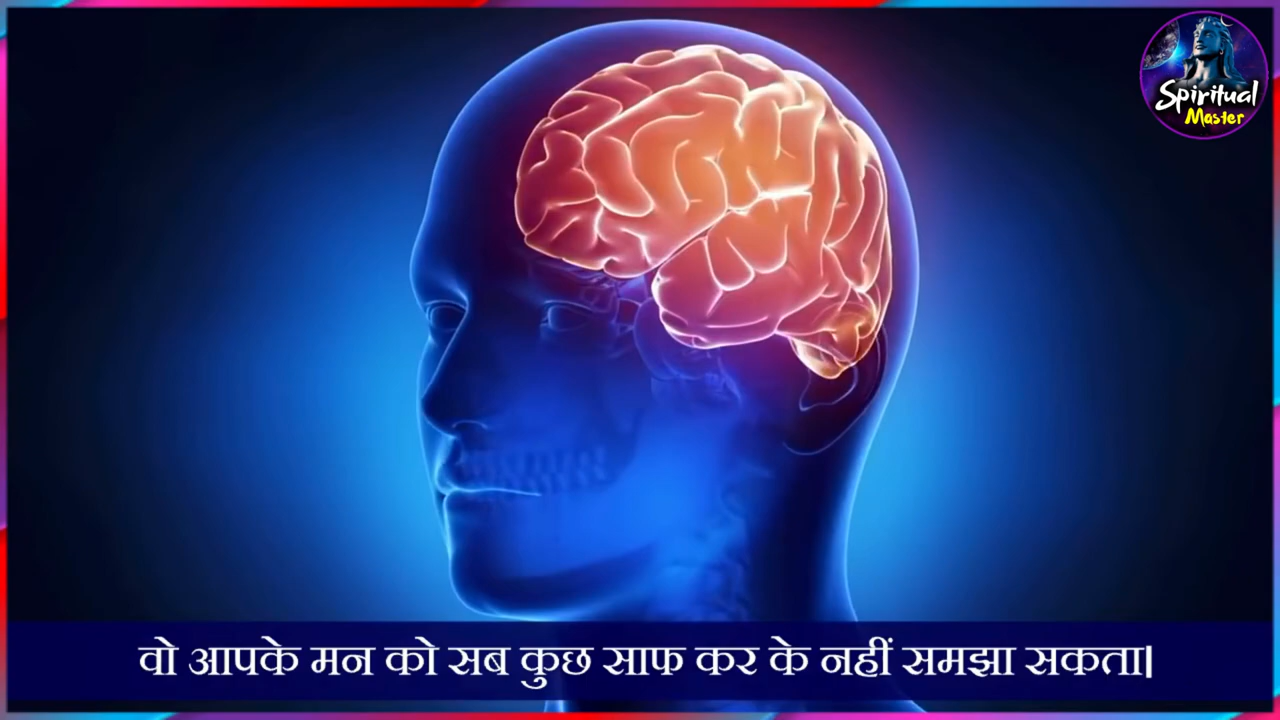 Spiritual
Master
वो आपके मन को सब कुछ साफ कर के नहीं समझा सकता।